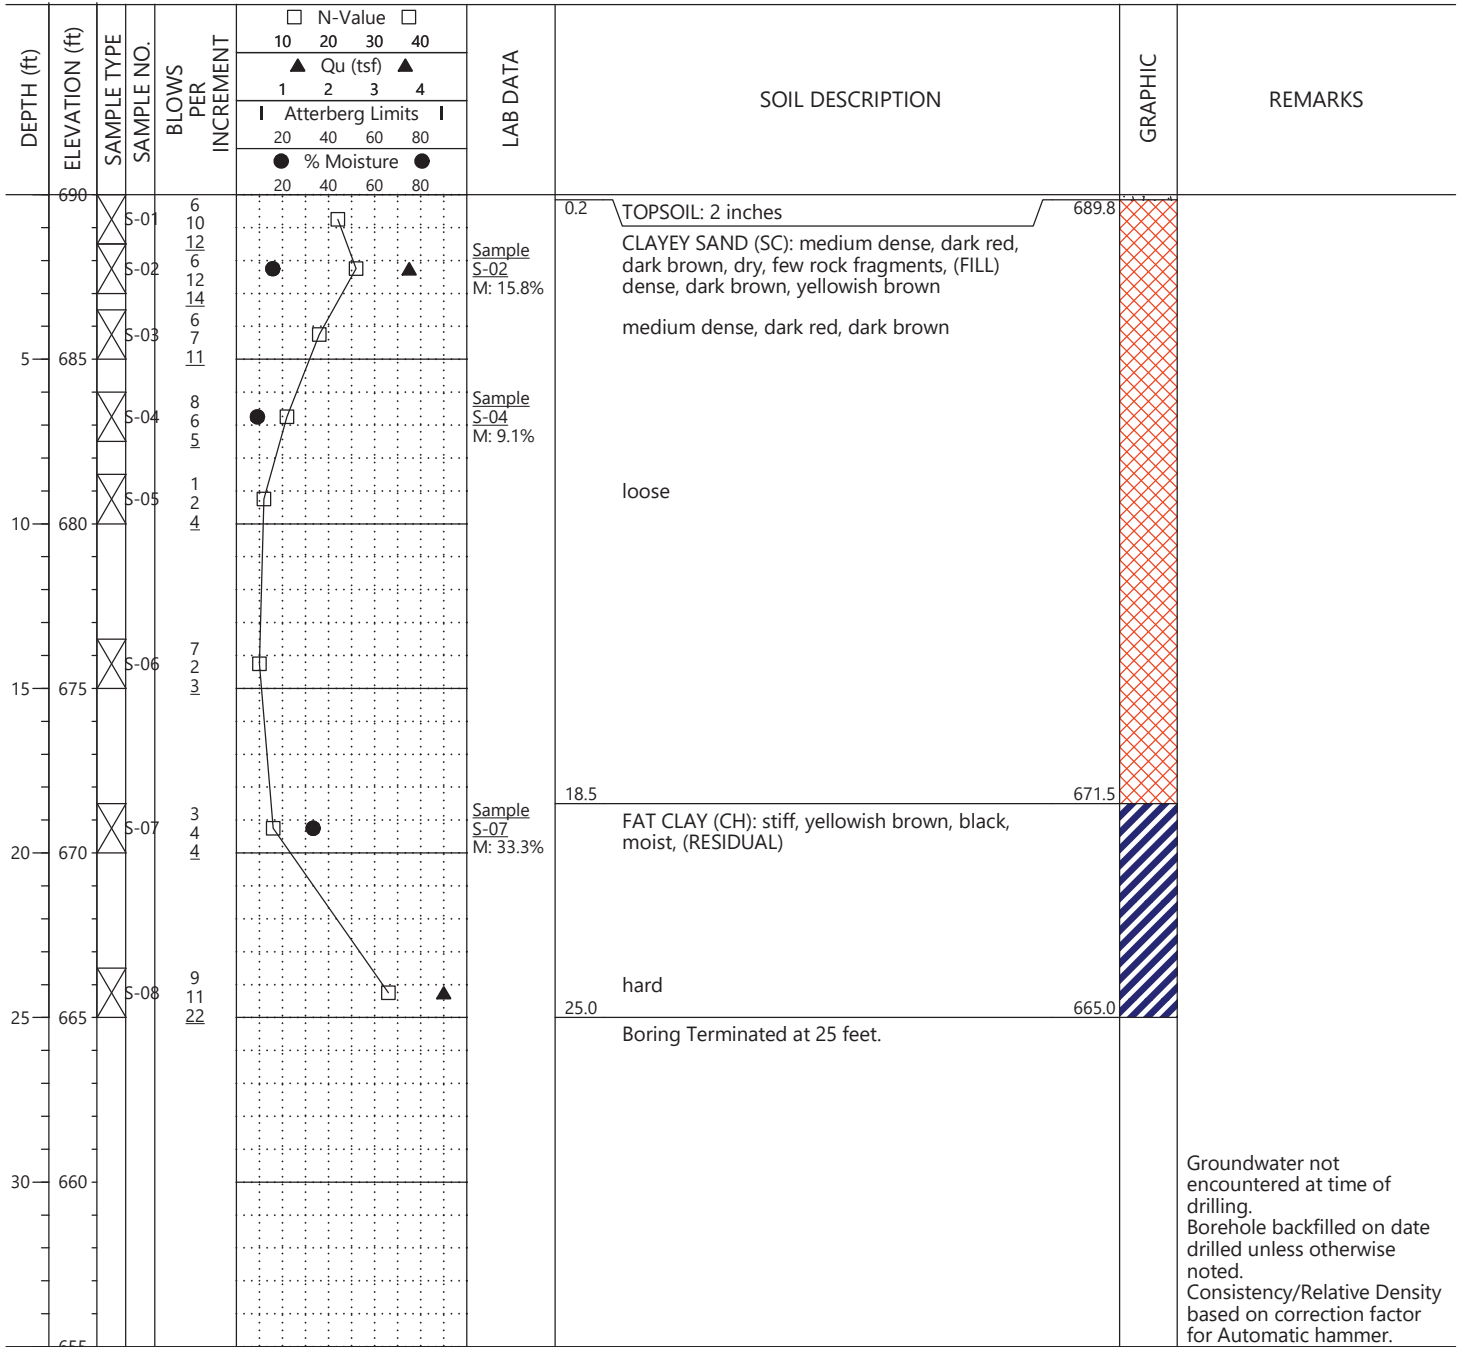 DEPTH (ft)
ELEVATION (ft)
SAMPLE TYPE
SAMPLE NO.
BLOWS
PER
INCREMENT
N-Value
10 20 30 40
Qu (tsf)
1 2 3 4
Atterberg Limits
20 40 60 80
% Moisture
20 40 60 80
LAB DATA
SOIL DESCRIPTION
GRAPHIC
REMARKS
690
S-01
6
10
12
0.2
TOPSOIL: 2 inches
689.8
S-02
6
12
14
Sample
S-02
M: 15.8%
CLAYEY SAND (SC): medium dense, dark red,
dark brown, dry, few rock fragments, (FILL)
dense, dark brown, yellowish brown
S-03
6
7
11
medium dense, dark red, dark brown
5
685
S-04
8
6
5
Sample
S-04
M: 9.1%
S-05
1
2
4
loose
10
680
S-06
7
2
3
15
675
18.5
671.5
S-07
3
4
4
Sample
S-07
M: 33.3%
FAT CLAY (CH): stiff, yellowish brown, black,
moist, (RESIDUAL)
20
670
S-08
9
11
22
hard
25.0
665.0
25
665
Boring Terminated at 25 feet.
30
660
Groundwater not
encountered at time of
drilling.
Borehole backfilled on date
drilled unless otherwise
noted.
Consistency/Relative Density
based on correction factor
for Automatic hammer.
655